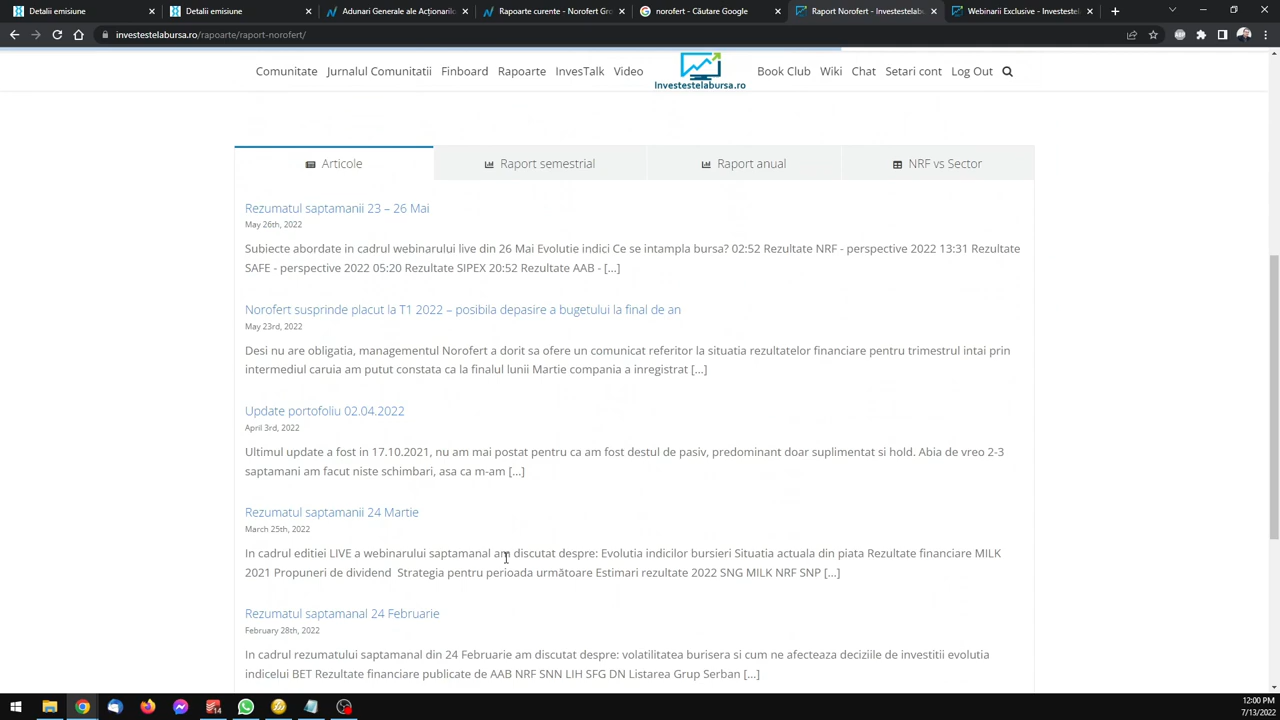 Detalii emisiune
Detalii emisiune
Adunarea Generală ale Acționarilor
Norofert - Norofert Gro
norofert - Căutare Google
Raport Norofert - Investestelabursa
Webinarii Exclusive - Investestela
investestelabursa.ro/rapoarte/raport-norofert/
Comunitate Jurnalul Comunitatii Finboard Rapoarte InvesTalk Video Investestelabursa.ro Book Club Wiki Chat Setari cont Log Out
Articole Raport semestrial Raport anual NRF vs Sector
Rezumatul saptamanii 23 – 26 Mai
May 26th, 2022
Subiecte abordate in cadrul webinarului live din 26 Mai Evolutie indici Ce se intampla bursa? 02:52 Rezultate NRF - perspective 2022 13:31 Rezultate
SAFE - perspective 2022 05:20 Rezultate SIPEX 20:52 Rezultate AAB - [...]
Norofert susprinde placut la T1 2022 – posibila depasire a bugetului la final de an
May 23rd, 2022
Desi nu are obligatia, managementul Norofert a dorit sa ofere un comunicat referitor la situatia rezultatelor financiare pentru trimestrul intai prin
intermediul caruia am putut constata ca la finalul lunii Martie compania a inregistrat [...]
Update portofoliu 02.04.2022
April 3rd, 2022
Ultimul update a fost in 17.10.2021, nu am mai postat pentru ca am fost destul de pasiv, predominant doar suplimentat si hold. Abia de vreo 2-3
saptamani am facut niste schimbari, asa ca m-am [...]
Rezumatul saptamanii 24 Martie
March 25th, 2022
In cadrul editiei LIVE a webinarului saptamanal am discutat despre: Evolutia indicilor bursieri Situatia actuala din piata Rezultate financiare MILK
2021 Propuneri de dividend Strategia pentru perioada următoare Estimari rezultate 2022 SNG MILK NRF SNP [...]
Rezumatul saptamanal 24 Februarie
February 28th, 2022
In cadrul rezumatului saptamanal din 24 Februarie am discutat despre: volatilitatea burisera si cum ne afecteaza deciziile de investitii evolutia
indicelui BET Rezultate financiare publicate de AAB NRF SNN LIH SFG DN Listarea Grup Serban [...]
14
12:00 PM
7/13/2022